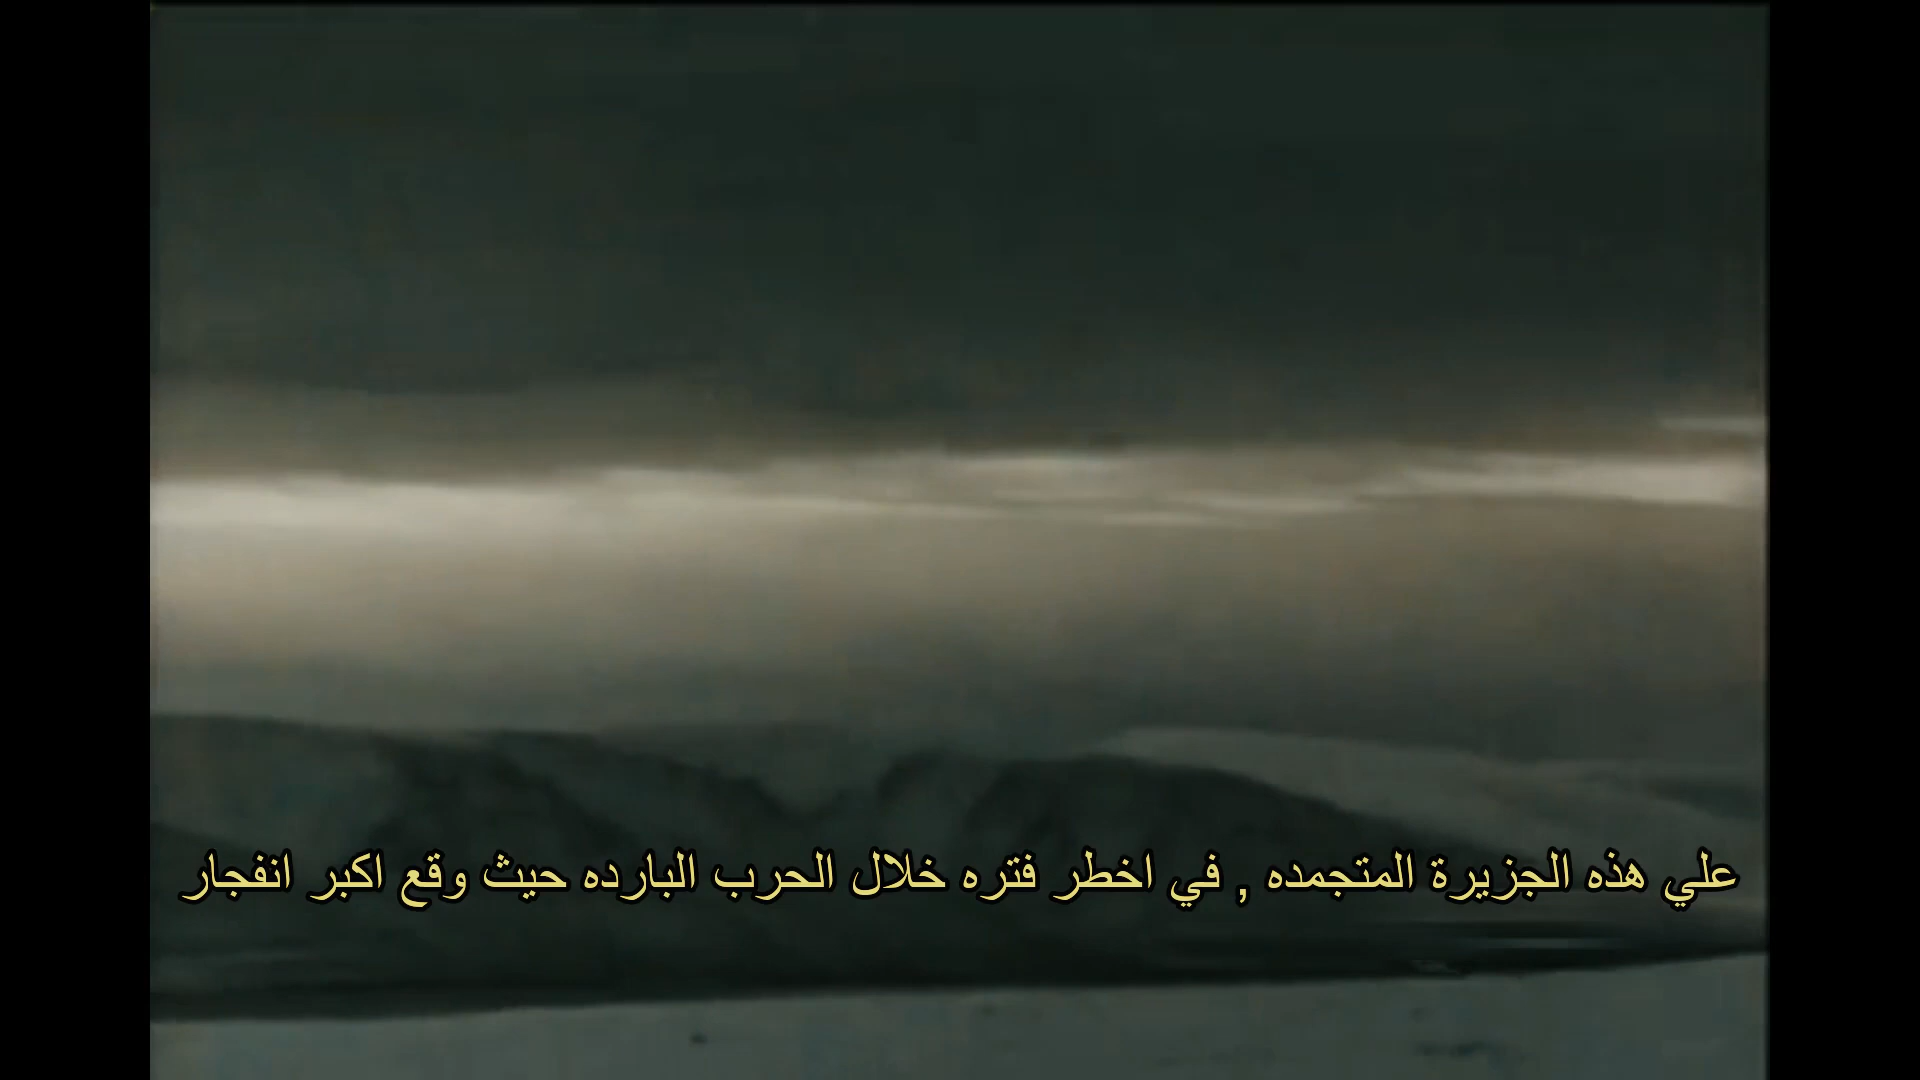 علي هذه الجزيرة المتجمده , في اخطر فتره خلال الحرب البارده حيث وقع اكبر انفجار